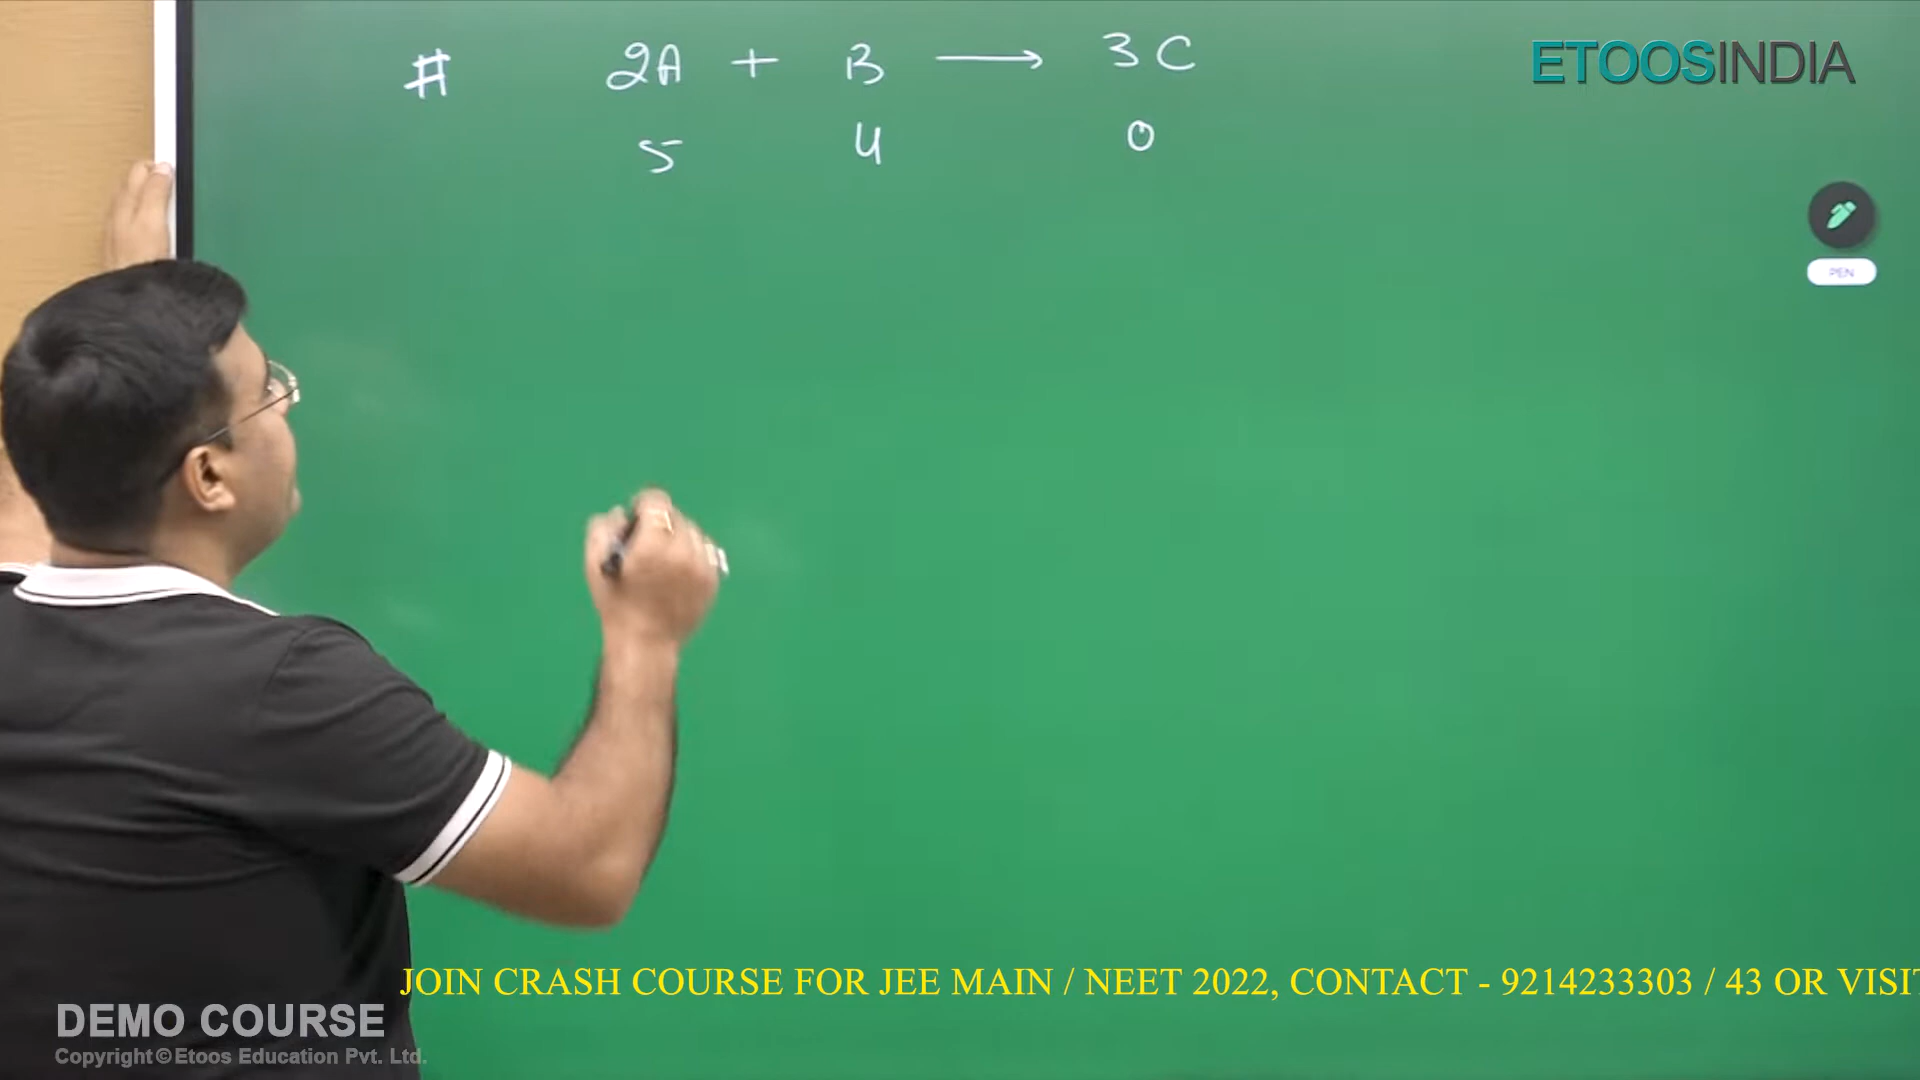 # 2A + B → 3C
5 4 0
ETOOSINDIA
PEN
JOIN CRASH COURSE FOR JEE MAIN / NEET 2022, CONTACT - 9214233303 / 43 OR VISIT
DEMO COURSE
Copyright © Etoos Education Pvt. Ltd.